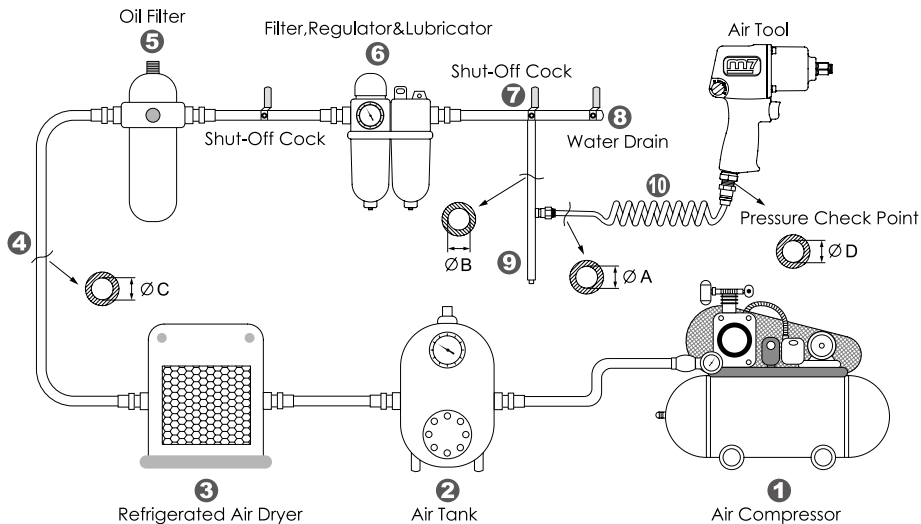 Oil Filter
5
Filter,Regulator&Lubricator
6
Air Tool
M7
Shut-Off Cock
7
8
Shut-Off Cock
Water Drain
10
Pressure Check Point
4
ØB
9
ØA
ØD
ØC
3
2
1
Refrigerated Air Dryer
Air Tank
Air Compressor